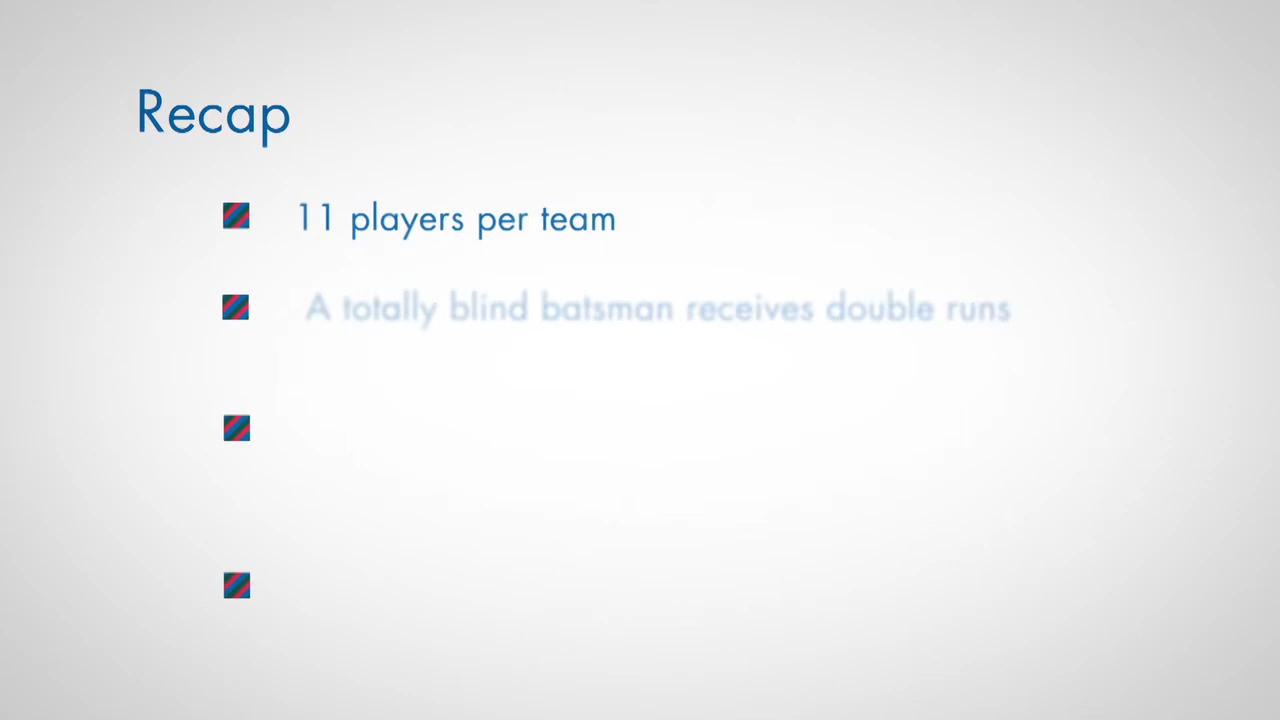 Recap
11 players per team
A totally blind batsman receives double runs